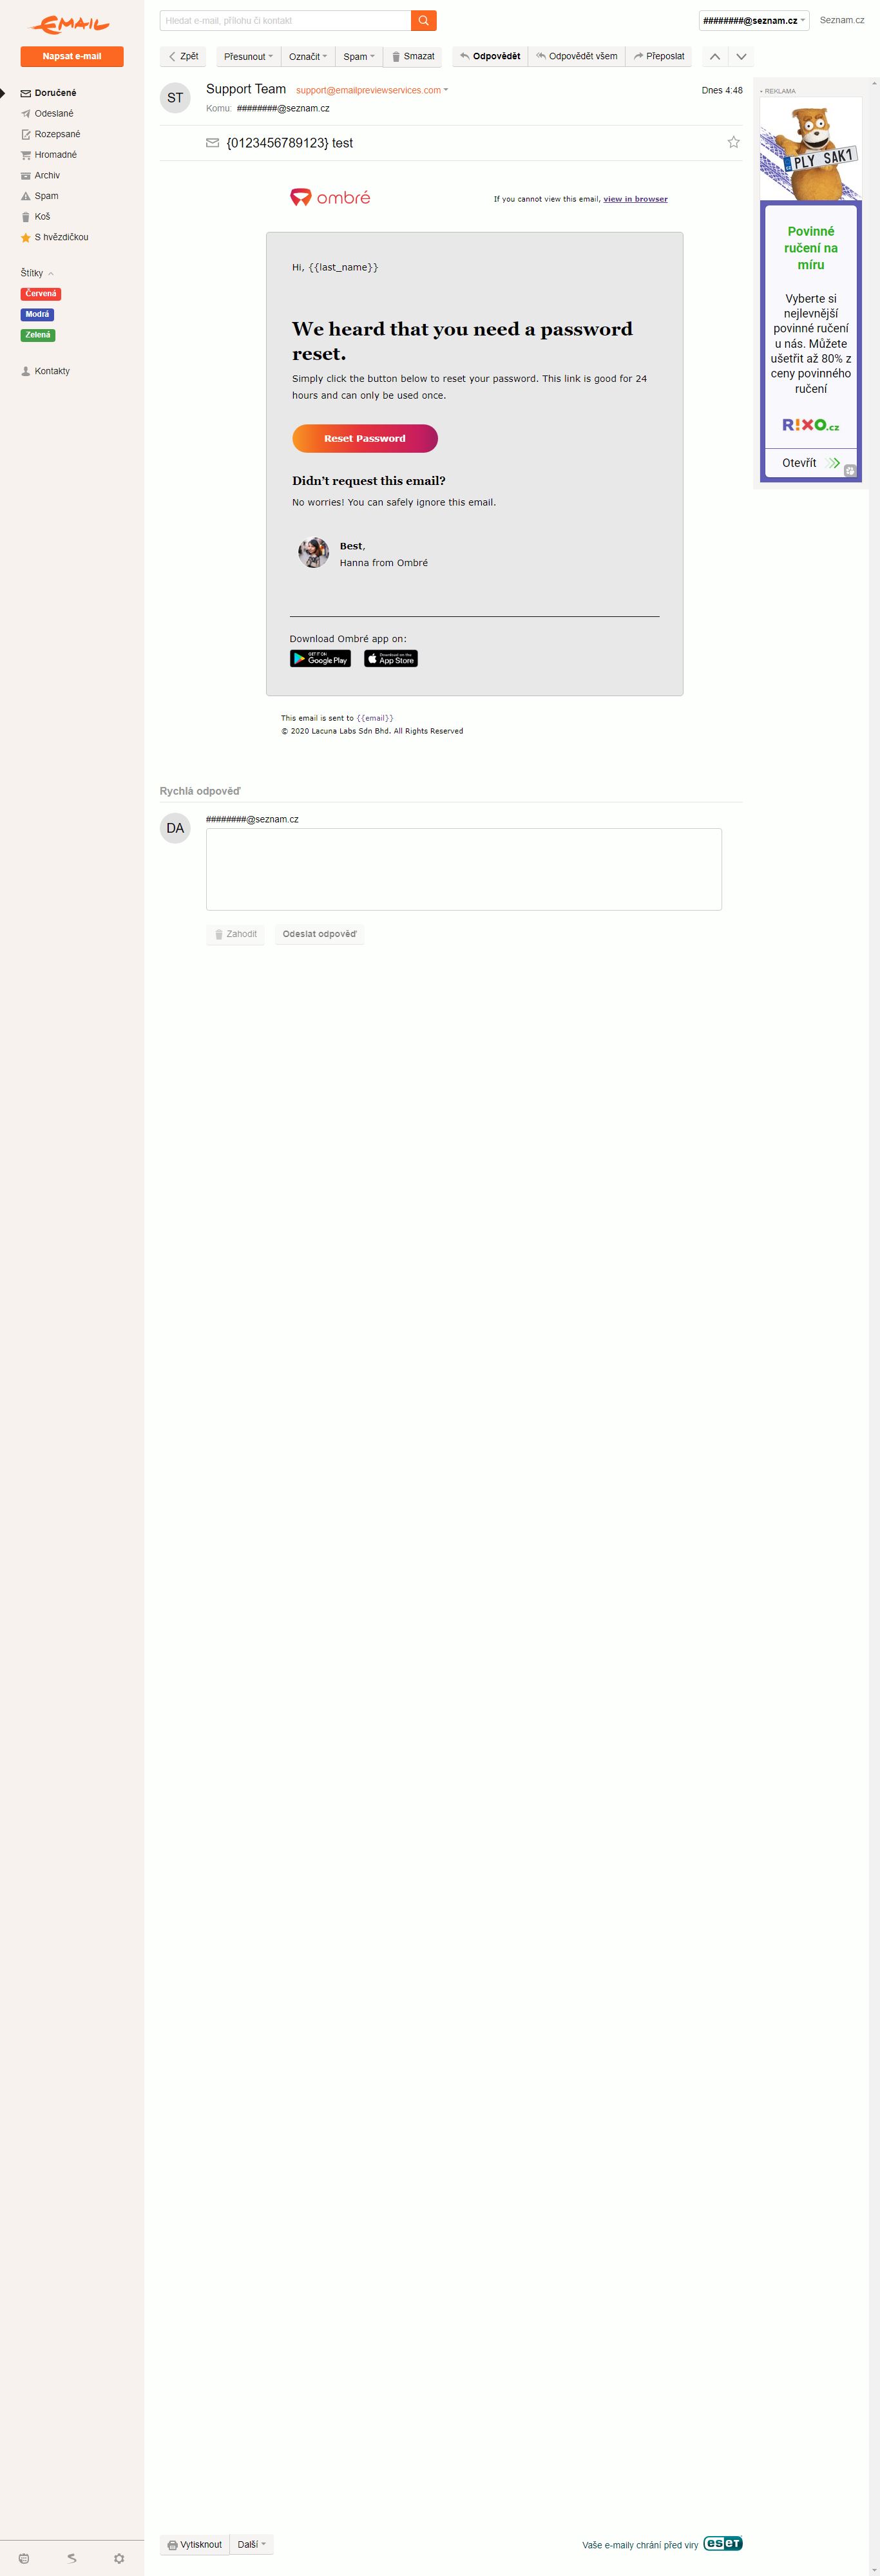 Email
Hledat e-mail, přílohu či kontakt
########@seznam.cz
Seznam.cz
Napsat e-mail
Zpět
Přesunout
Označit
Spam
Smazat
Odpovědět
Odpovědět všem
Přeposlat
Doručené
Odeslané
Rozepsané
Hromadné
Archiv
Spam
Koš
S hvězdičkou
Štítky
Červená
Modrá
Zelená
Kontakty
ST
Support Team support@emailpreviewservices.com
Dnes 4:48
Komu: ########@seznam.cz
{0123456789123} test
ombré
If you cannot view this email, view in browser
Hi, {{last_name}}
We heard that you need a password
reset.
Simply click the button below to reset your password. This link is good for 24
hours and can only be used once.
Reset Password
Didn't request this email?
No worries! You can safely ignore this email.
Best,
Hanna from Ombré
Download Ombré app on:
GET IT ON
Google Play
Download on the
App Store
This email is sent to {{email}}
© 2020 Lacuna Labs Sdn Bhd. All Rights Reserved
REKLAMA
PLY SAK1
Povinné
ručení na
míru
Vyberte si
nejlevnější
povinné ručení
u nás. Můžete
ušetřit až 80% z
ceny povinného
ručení
R!XO.cz
Otevřít
Rychlá odpověď
DA
########@seznam.cz
Zahodit
Odeslat odpověď
Vytisknout
Další
Vaše e-maily chrání před viry
eset